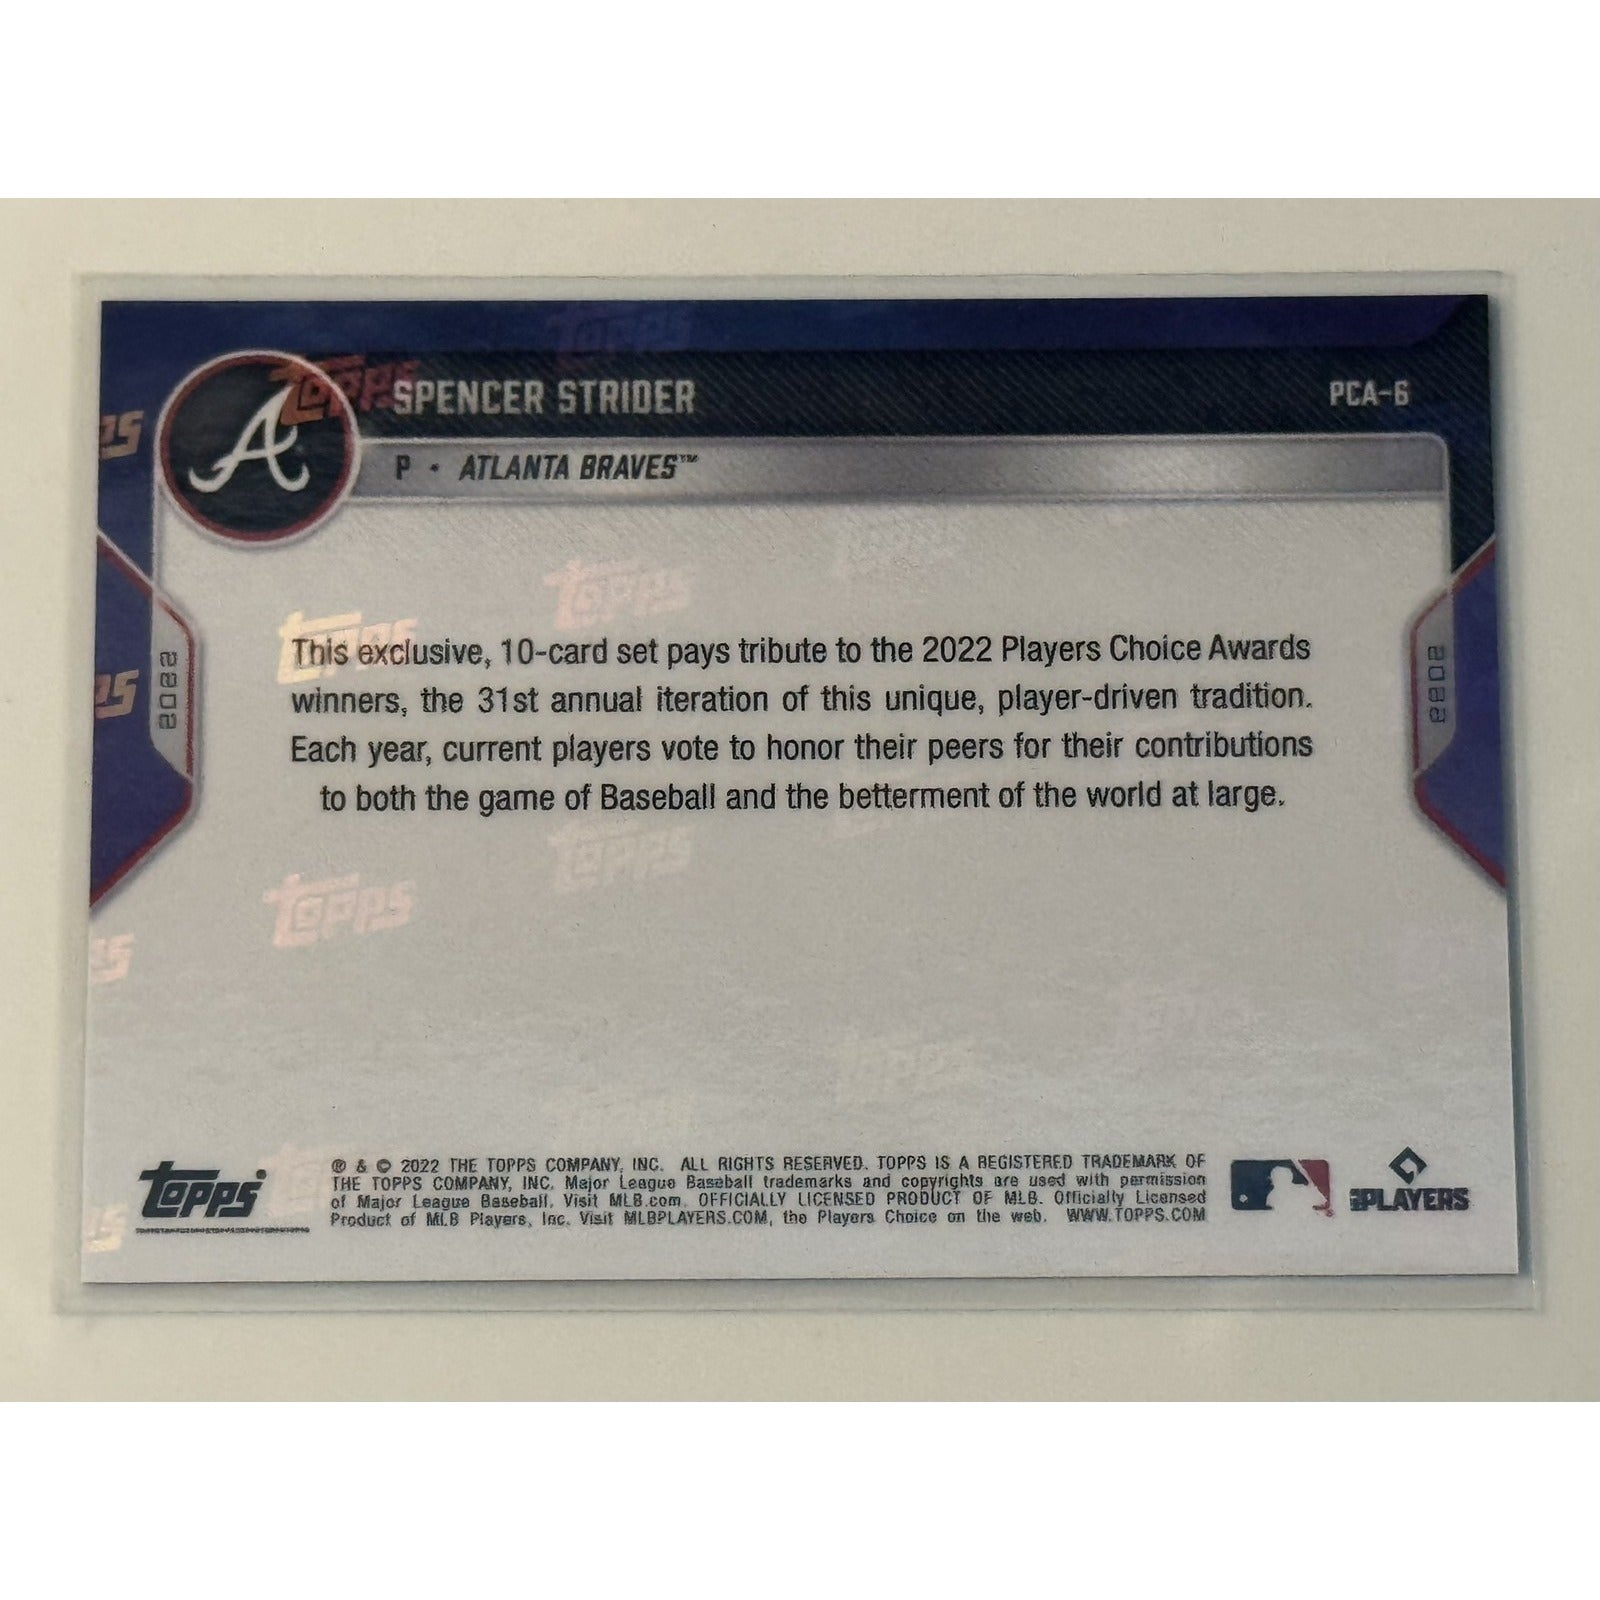 SPENCER STRIDER
PCA-6
P • ATLANTA BRAVES™
2022
2022
This exclusive, 10-card set pays tribute to the 2022 Players Choice Awards
winners, the 31st annual iteration of this unique, player-driven tradition.
Each year, current players vote to honor their peers for their contributions
to both the game of Baseball and the betterment of the world at large.
topps®
® & © 2022 THE TOPPS COMPANY, INC. ALL RIGHTS RESERVED. TOPPS IS A REGISTERED TRADEMARK OF
THE TOPPS COMPANY, INC. Major League Baseball trademarks and copyrights are used with permission
of Major League Baseball. Visit MLB.com. OFFICIALLY LICENSED PRODUCT OF MLB. Officially Licensed
Product of MLB Players, Inc. Visit MLBPLAYERS.COM, the Players Choice on the web. WWW.TOPPS.COM
PLAYERS